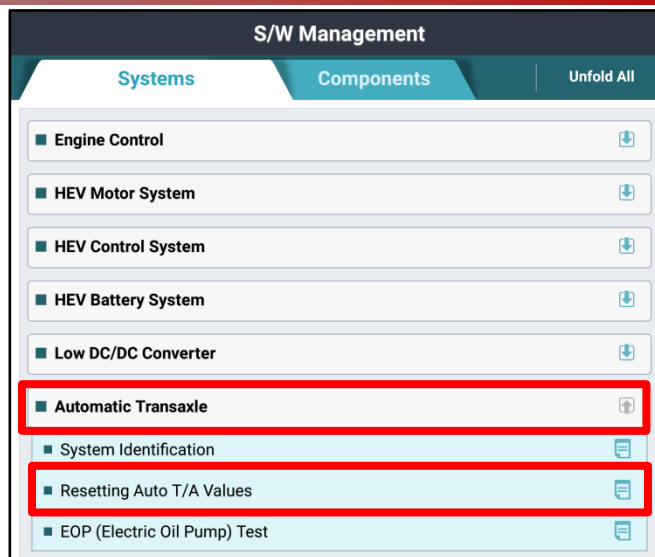 S/W Management
Systems
Components
Unfold All
Engine Control
HEV Motor System
HEV Control System
HEV Battery System
Low DC/DC Converter
Automatic Transaxle
System Identification
Resetting Auto T/A Values
EOP (Electric Oil Pump) Test